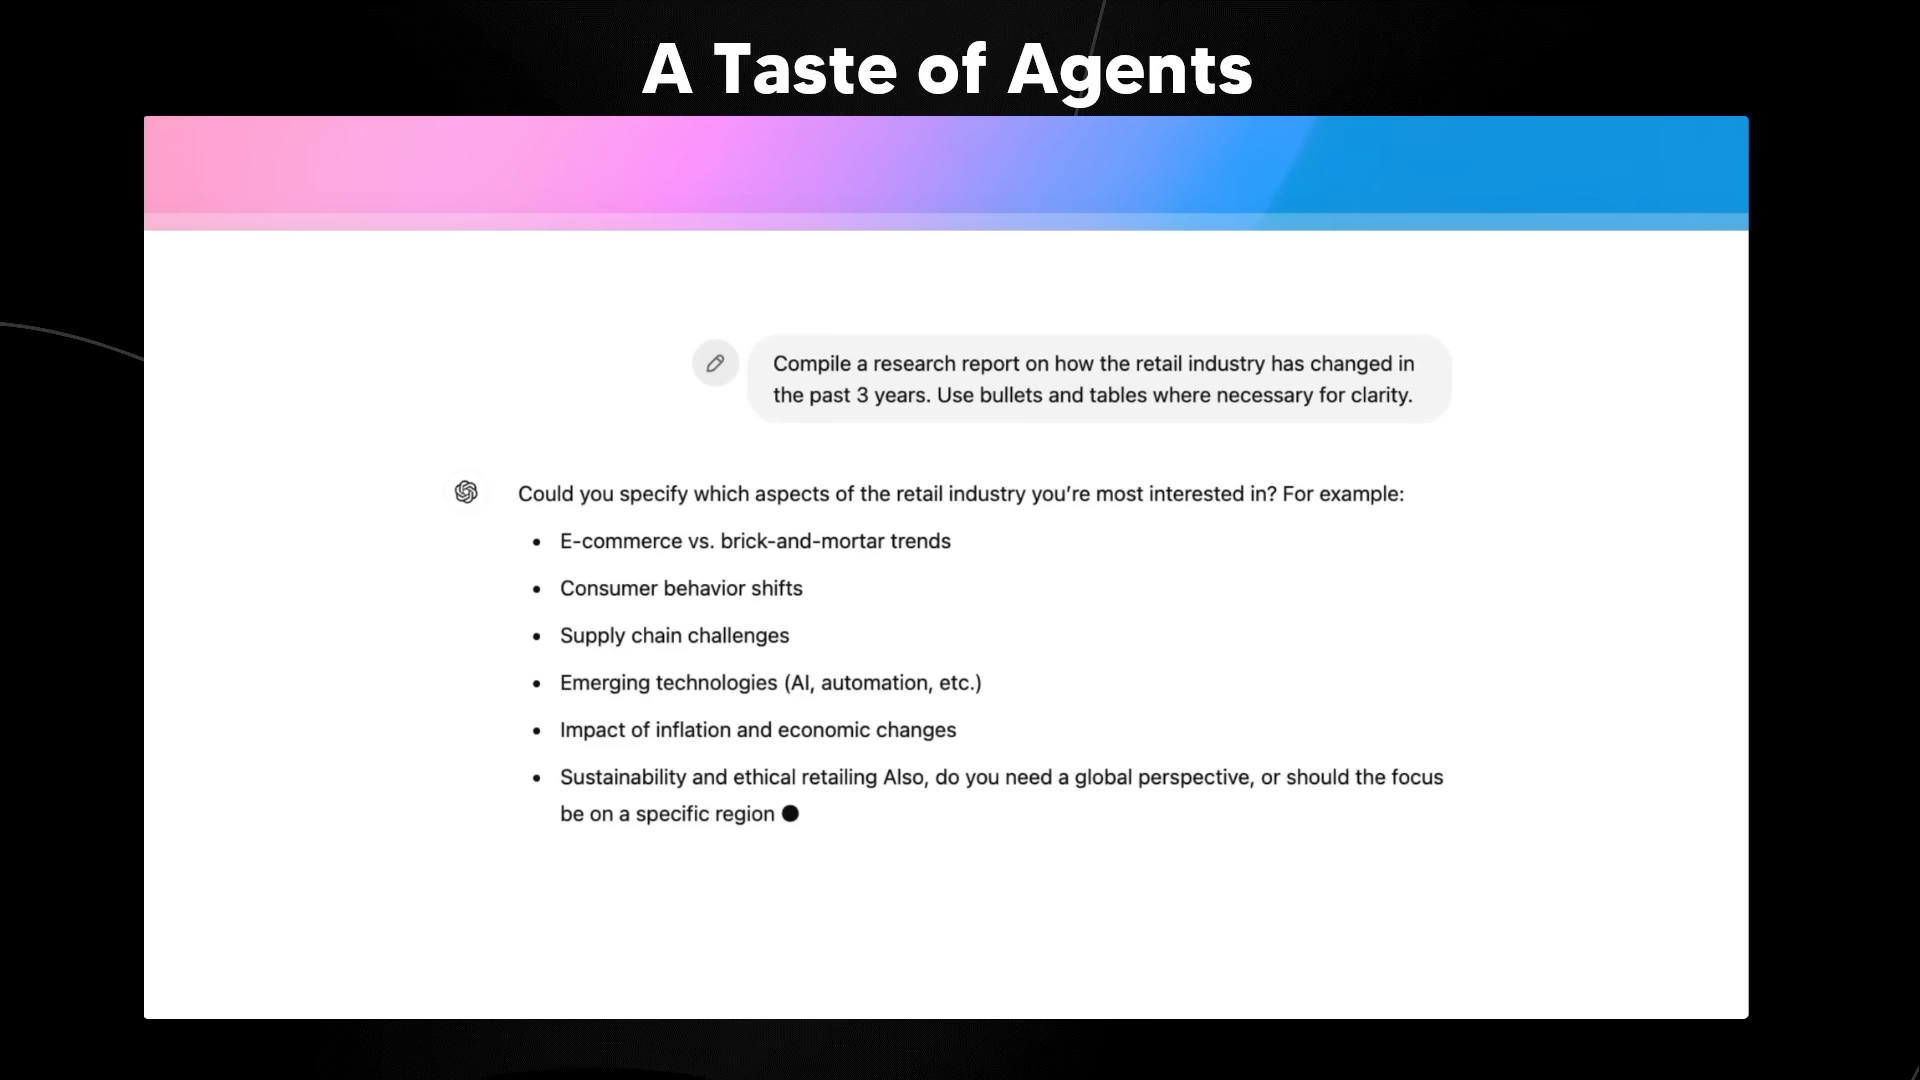 A Taste of Agents
Compile a research report on how the retail industry has changed in
the past 3 years. Use bullets and tables where necessary for clarity.
Could you specify which aspects of the retail industry you’re most interested in? For example:
• E-commerce vs. brick-and-mortar trends
• Consumer behavior shifts
• Supply chain challenges
• Emerging technologies (AI, automation, etc.)
• Impact of inflation and economic changes
• Sustainability and ethical retailing Also, do you need a global perspective, or should the focus
be on a specific region